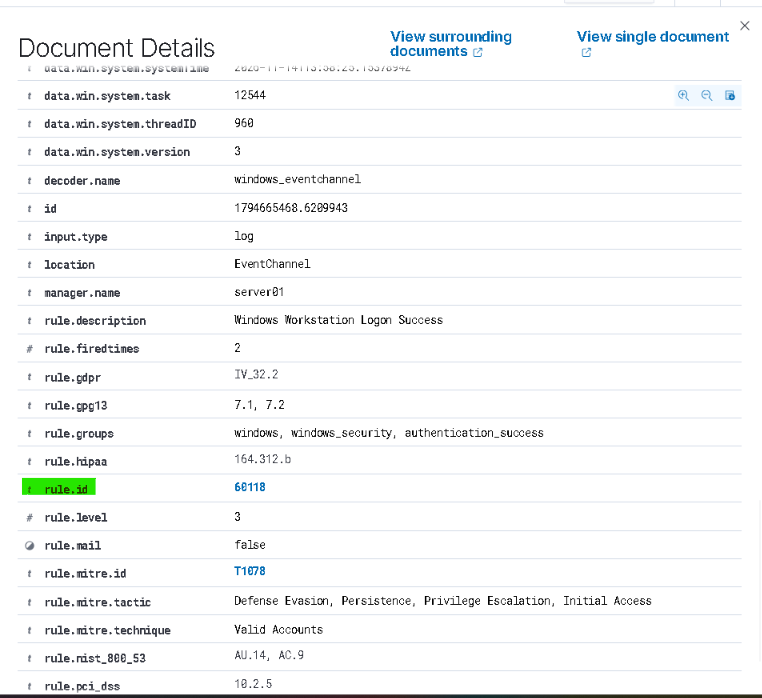 Document Details
View surrounding documents
View single document
t data.win.system.systemTime
t data.win.system.task 12544
t data.win.system.threadID 960
t data.win.system.version 3
t decoder.name windows_eventchannel
t id 1794665468.6209943
t input.type log
t location EventChannel
t manager.name server01
t rule.description Windows Workstation Logon Success
# rule.firedtimes 2
t rule.gdpr IV_32.2
t rule.gpg13 7.1, 7.2
t rule.groups windows, windows_security, authentication_success
t rule.hipaa 164.312.b
t rule.id 60118
# rule.level 3
rule.mail false
t rule.mitre.id T1078
t rule.mitre.tactic Defense Evasion, Persistence, Privilege Escalation, Initial Access
t rule.mitre.technique Valid Accounts
t rule.nist_800_53 AU.14, AC.9
t rule.pci_dss 10.2.5